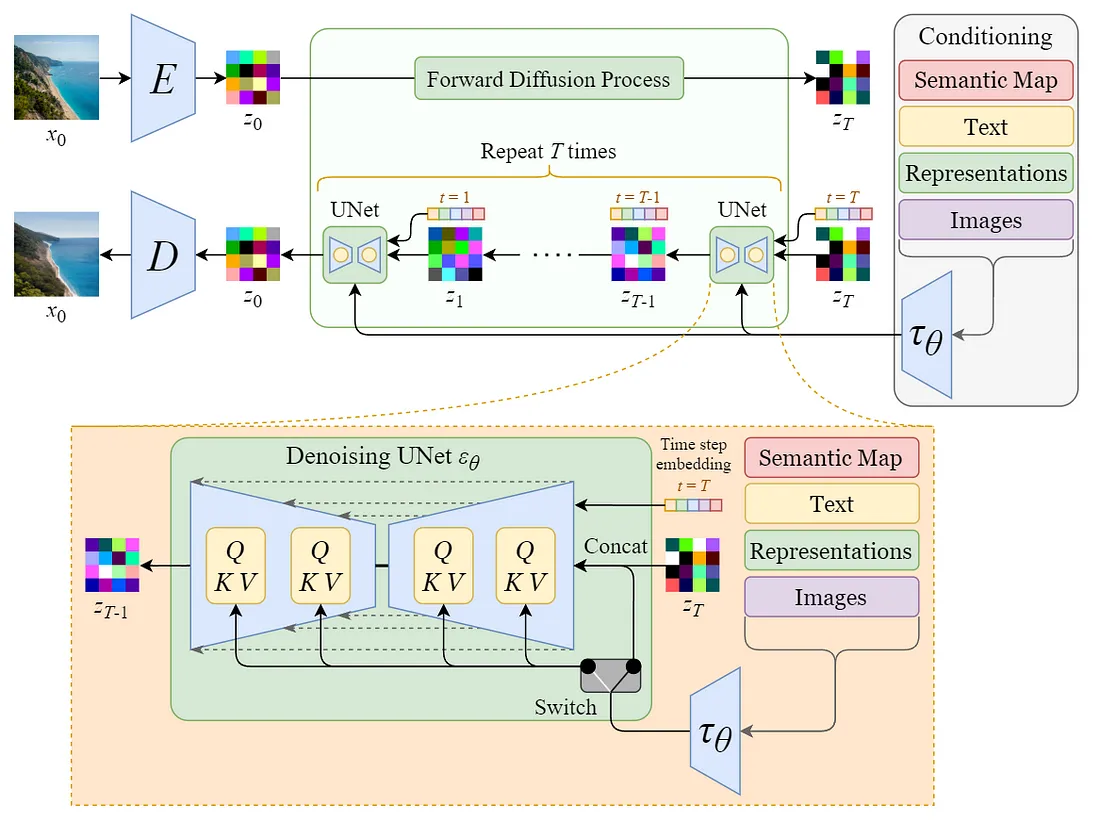 Conditioning
Semantic Map
Text
Representations
Images
τθ
x0
E
z0
Forward Diffusion Process
zT
Repeat T times
UNet
t = 1
t = T-1
UNet
t = T
x0
D
z0
z1
....
zT-1
zT
Denoising UNet εθ
Time step
embedding
t = T
Semantic Map
Text
Representations
Images
Q
K V
Q
K V
Q
K V
Q
K V
Concat
zT-1
zT
Switch
τθ